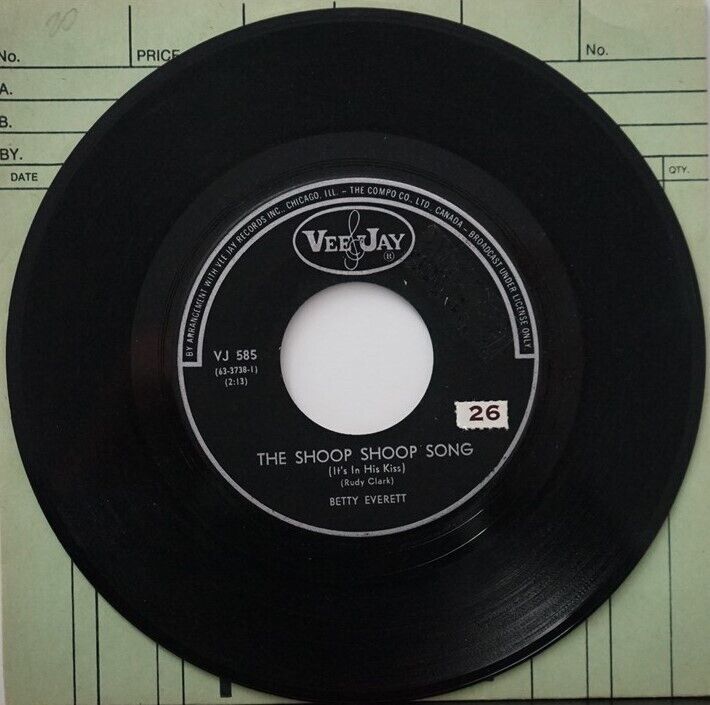 No.
PRICE
No.
A.
B.
BY.
DATE
QTY.
BY ARRANGEMENT WITH VEE JAY RECORDS INC., CHICAGO, ILL. – THE COMPO CO., LTD. CANADA – BROADCAST UNDER LICENSE ONLY.
VEE JAY ®
VJ 585
(63-3738-1)
(2:13)
26
THE SHOOP SHOOP SONG
(It's In His Kiss)
(Rudy Clark)
BETTY EVERETT